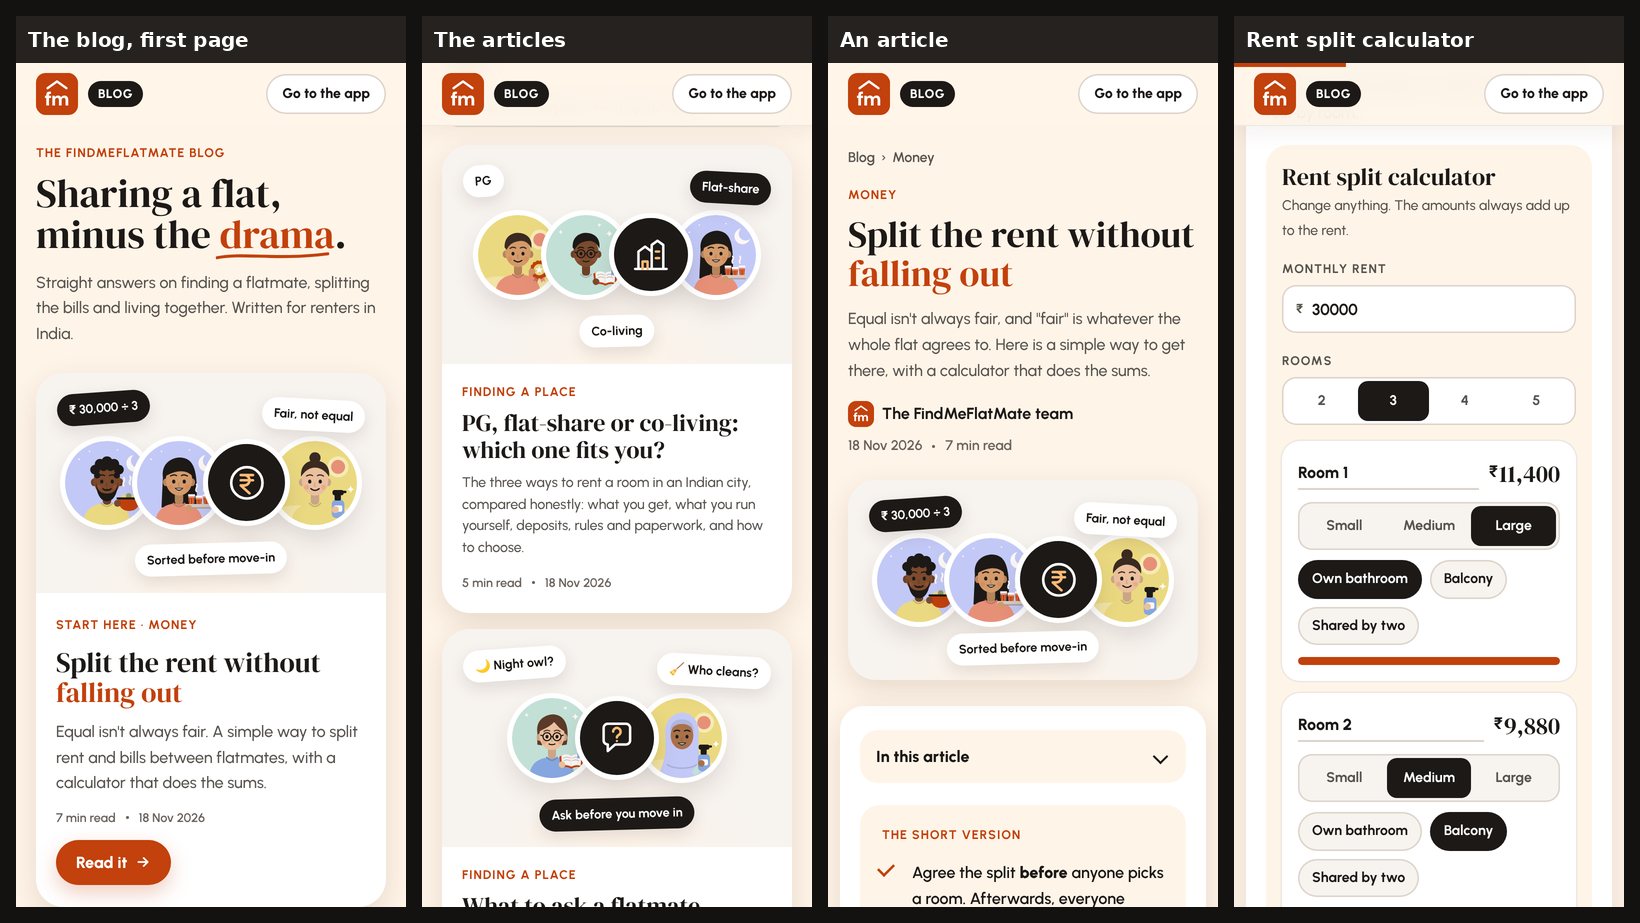 The blog, first page
fm
BLOG
Go to the app
THE FINDMEFLATMATE BLOG
Sharing a flat,
minus the drama.
Straight answers on finding a flatmate, splitting
the bills and living together. Written for renters in
India.
₹ 30,000 ÷ 3
Fair, not equal
₹
Sorted before move-in
START HERE · MONEY
Split the rent without
falling out
Equal isn't always fair. A simple way to split
rent and bills between flatmates, with a
calculator that does the sums.
7 min read • 18 Nov 2026
Read it →
The articles
fm
BLOG
Go to the app
PG
Flat-share
Co-living
FINDING A PLACE
PG, flat-share or co-living:
which one fits you?
The three ways to rent a room in an Indian city,
compared honestly: what you get, what you run
yourself, deposits, rules and paperwork, and how
to choose.
5 min read • 18 Nov 2026
🌙 Night owl?
🧹 Who cleans?
?
Ask before you move in
FINDING A PLACE
What to ask a flatmate
An article
fm
BLOG
Go to the app
Blog › Money
MONEY
Split the rent without
falling out
Equal isn't always fair, and "fair" is whatever the
whole flat agrees to. Here is a simple way to get
there, with a calculator that does the sums.
fm
The FindMeFlatMate team
18 Nov 2026 • 7 min read
₹ 30,000 ÷ 3
Fair, not equal
₹
Sorted before move-in
In this article
THE SHORT VERSION
Agree the split before anyone picks
a room. Afterwards, everyone
Rent split calculator
fm
BLOG
Go to the app
Rent split calculator
Change anything. The amounts always add up
to the rent.
MONTHLY RENT
₹ 30000
ROOMS
2 3 4 5
Room 1
₹11,400
Small Medium Large
Own bathroom
Balcony
Shared by two
Room 2
₹9,880
Small Medium Large
Own bathroom
Balcony
Shared by two